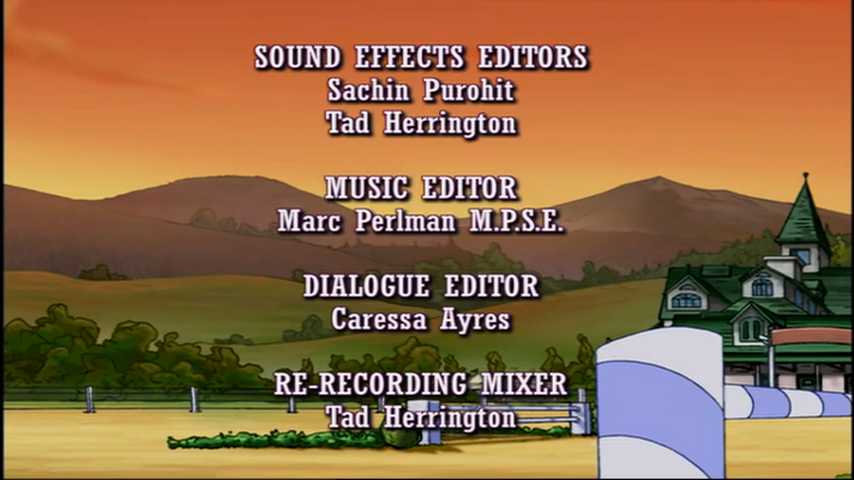 SOUND EFFECTS EDITORS
Sachin Purohit
Tad Herrington
MUSIC EDITOR
Marc Perlman M.P.S.E.
DIALOGUE EDITOR
Caressa Ayres
RE-RECORDING MIXER
Tad Herrington